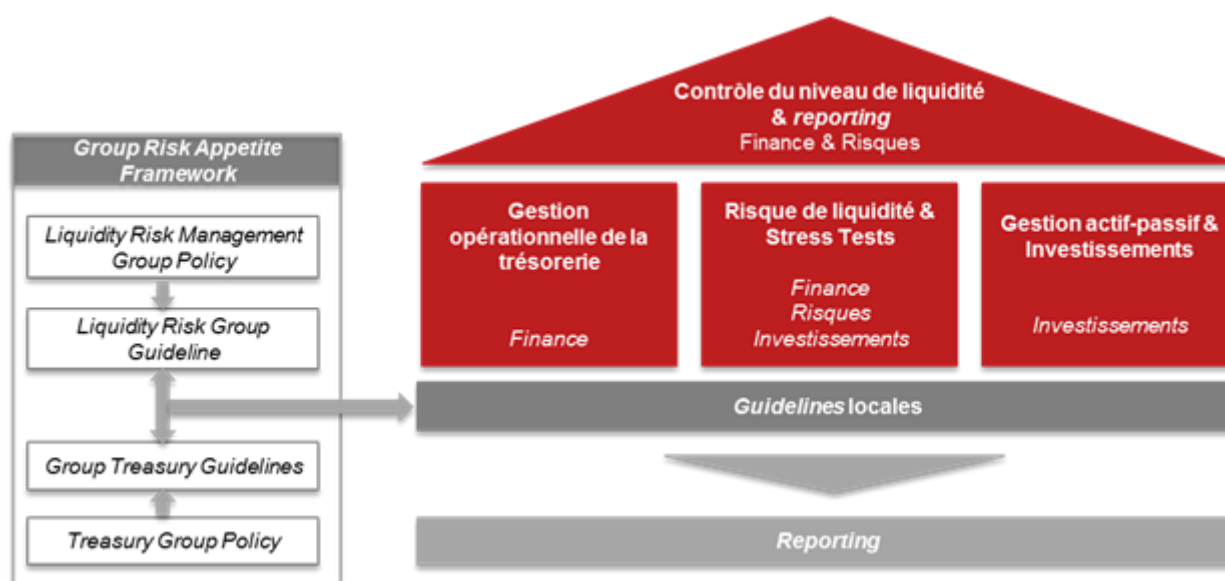 Group Risk Appetite
Framework
Liquidity Risk Management
Group Policy
Liquidity Risk Group
Guideline
Group Treasury Guidelines
Treasury Group Policy
Contrôle du niveau de liquidité
& reporting
Finance & Risques
Gestion
opérationnelle de la
trésorerie
Finance
Risque de liquidité &
Stress Tests
Finance
Risques
Investissements
Gestion actif-passif &
Investissements
Investissements
Guidelines locales
Reporting